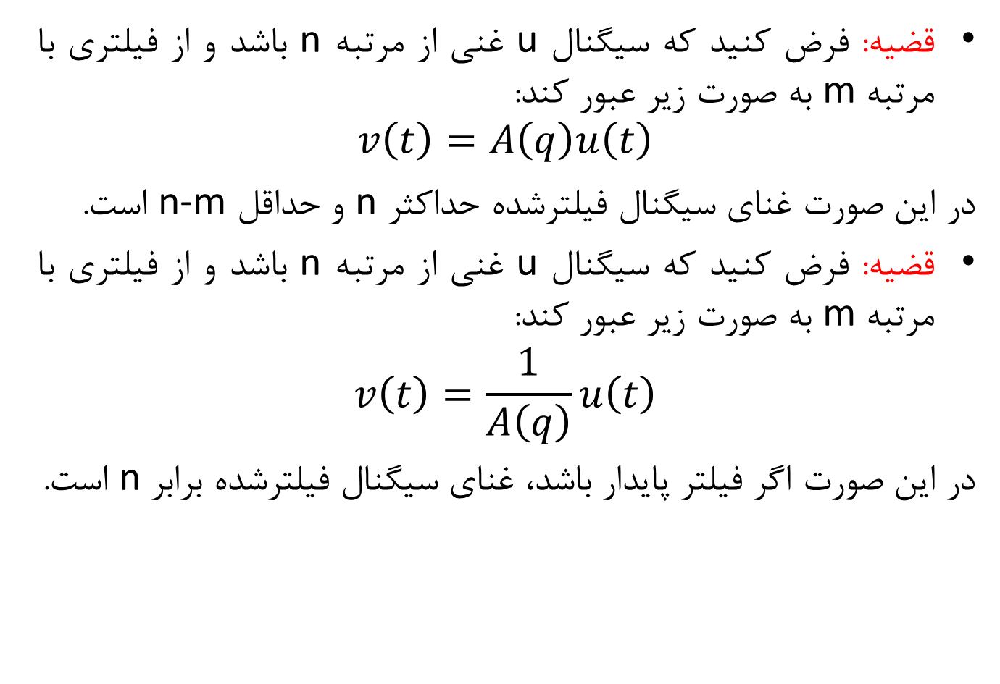 • قضیه: فرض کنید که سیگنال u غنی از مرتبه n باشد و از فیلتری با
مرتبه m به صورت زیر عبور کند:
v(t) = A(q)u(t)
در این صورت غنای سیگنال فیلترشده حداکثر n و حداقل n-m است.
• قضیه: فرض کنید که سیگنال u غنی از مرتبه n باشد و از فیلتری با
مرتبه m به صورت زیر عبور کند:
v(t) = 1/A(q) u(t)
در این صورت اگر فیلتر پایدار باشد، غنای سیگنال فیلترشده برابر n است.